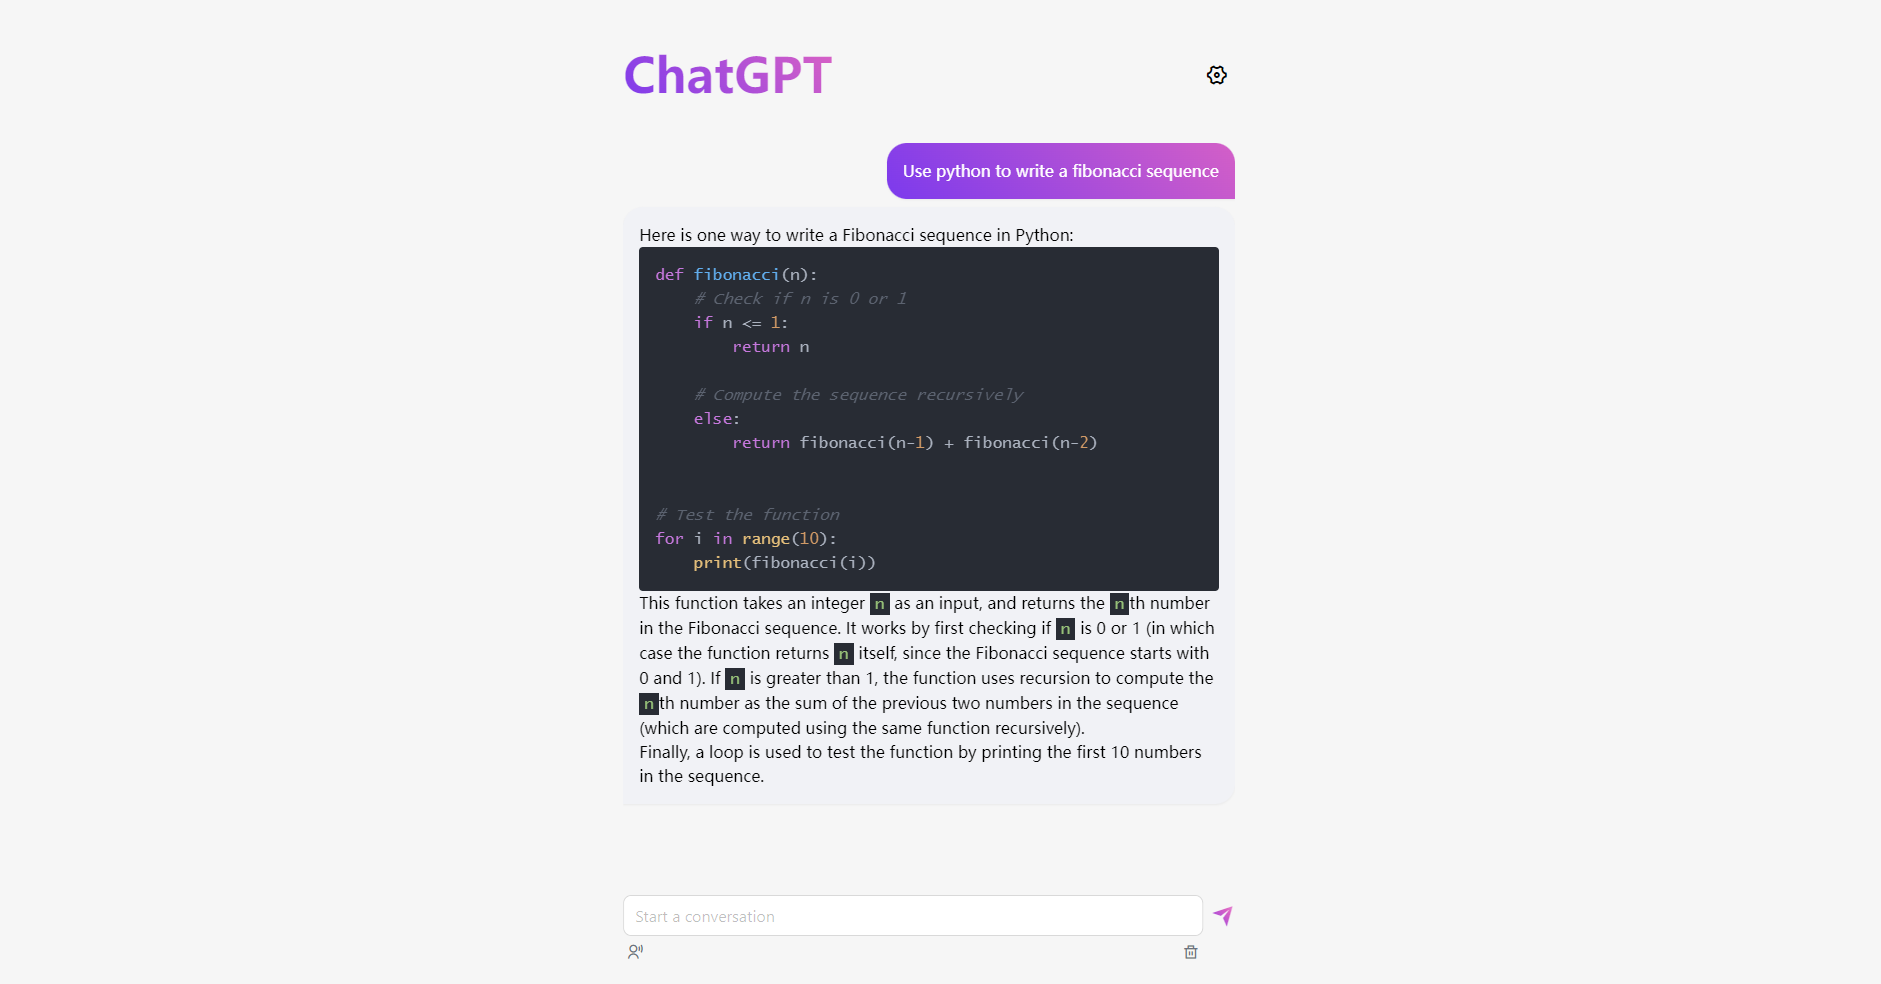 ChatGPT
Use python to write a fibonacci sequence
Here is one way to write a Fibonacci sequence in Python:
def fibonacci(n):
    # Check if n is 0 or 1
    if n <= 1:
        return n
    # Compute the sequence recursively
    else:
        return fibonacci(n-1) + fibonacci(n-2)
# Test the function
for i in range(10):
    print(fibonacci(i))
This function takes an integer n as an input, and returns the nth number
in the Fibonacci sequence. It works by first checking if n is 0 or 1 (in which
case the function returns n itself, since the Fibonacci sequence starts with
0 and 1). If n is greater than 1, the function uses recursion to compute the
nth number as the sum of the previous two numbers in the sequence
(which are computed using the same function recursively).
Finally, a loop is used to test the function by printing the first 10 numbers
in the sequence.
Start a conversation